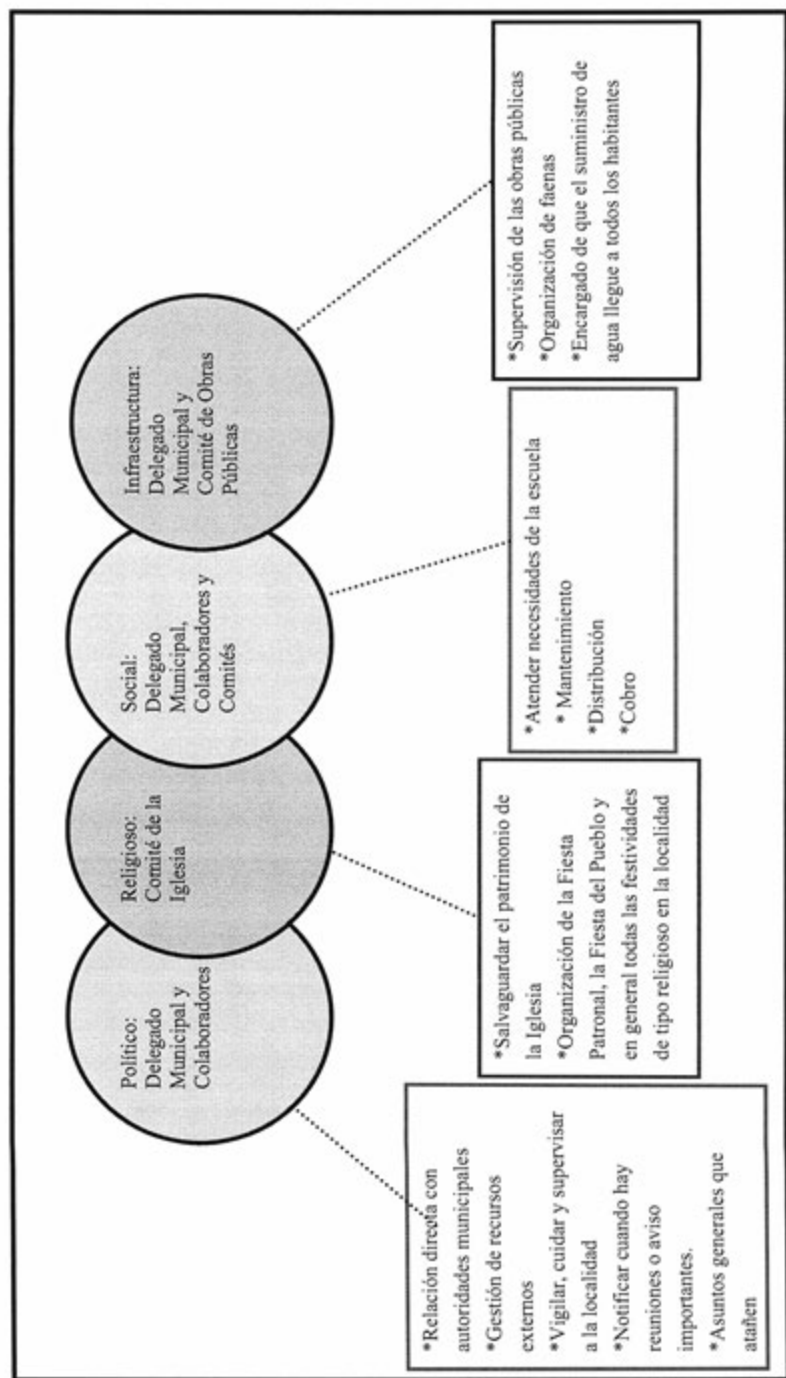 Político:
Delegado
Municipal y
Colaboradores
Religioso:
Comité de la
Iglesia
Social:
Delegado
Municipal,
Colaboradores y
Comités
Infraestructura:
Delegado
Municipal y
Comité de Obras
Públicas
*Relación directa con
autoridades municipales
*Gestión de recursos
externos
*Vigilar, cuidar y supervisar
a la localidad
*Notificar cuando hay
reuniones o aviso
importantes.
*Asuntos generales que
atañen
*Salvaguardar el patrimonio de
la Iglesia
*Organización de la Fiesta
Patronal, la Fiesta del Pueblo y
en general todas las festividades
de tipo religioso en la localidad
*Atender necesidades de la escuela
* Mantenimiento
*Distribución
*Cobro
*Supervisión de las obras públicas
*Organización de faenas
*Encargado de que el suministro de
agua llegue a todos los habitantes